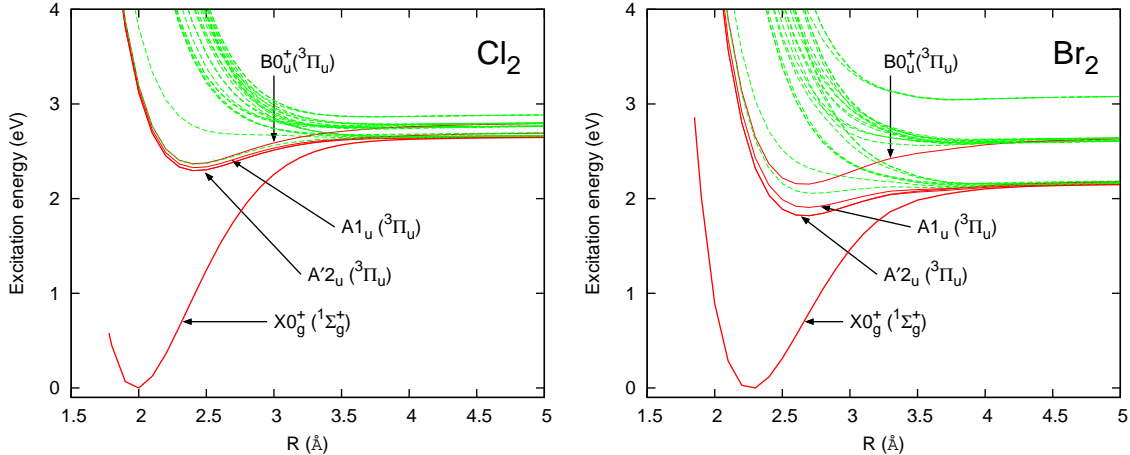 Cl2
B0u+(3Πu)
A1u (3Πu)
A′2u (3Πu)
X0g+ (1Σg+)
Excitation energy (eV)
4
3
2
1
0
1.5 2 2.5 3 3.5 4 4.5 5
R (Å)
Br2
B0u+(3Πu)
A1u (3Πu)
A′2u (3Πu)
X0g+ (1Σg+)
Excitation energy (eV)
4
3
2
1
0
1.5 2 2.5 3 3.5 4 4.5 5
R (Å)